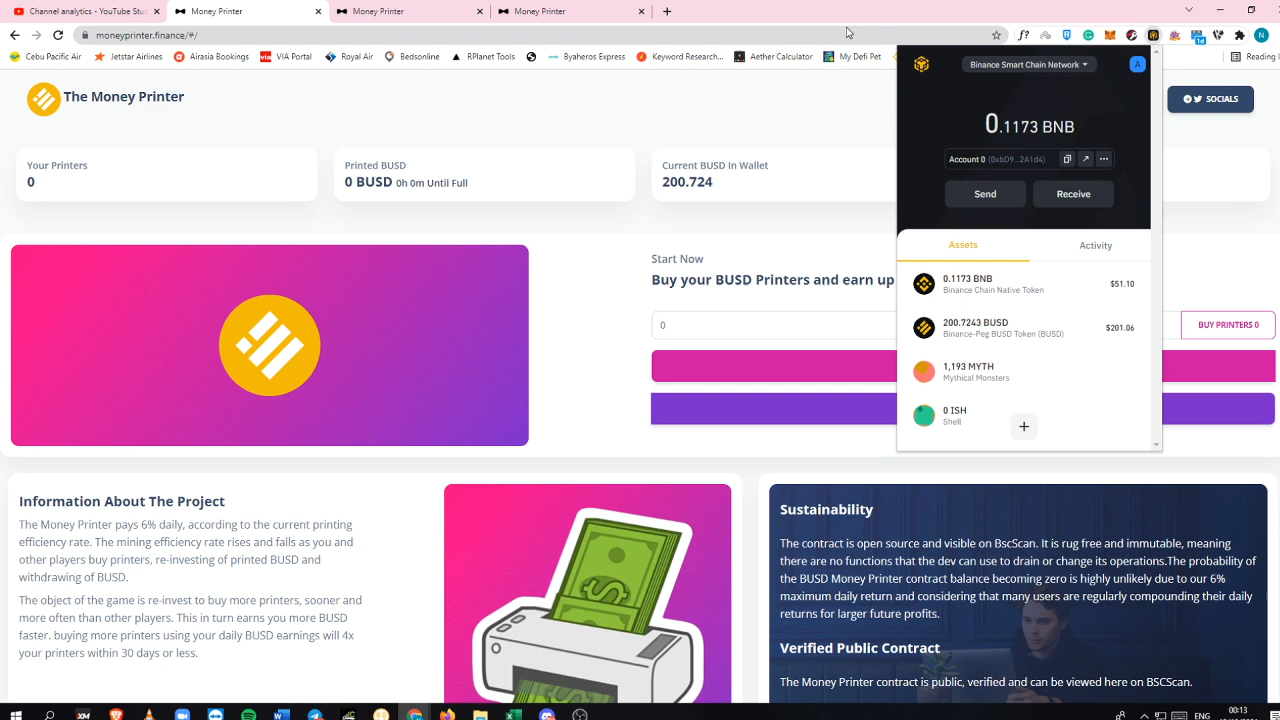 Channel analytics - YouTube Stu
Money Printer
Money Printer
Money Printer
moneyprinter.finance/#/
Cebu Pacific Air
Jetstar Airlines
Airasia Bookings
VIA Portal
Royal Air
Bedsonline
RPlanet Tools
Byaheros Express
Keyword Research...
Aether Calculator
My Defi Pet
Reading l
The Money Printer
SOCIALS
Your Printers
0
Printed BUSD
0 BUSD 0h 0m Until Full
Current BUSD In Wallet
200.724
Binance Smart Chain Network
A
0.1173 BNB
Account 0 (0xbD9...2A1d4)
Send
Receive
Assets
Activity
0.1173 BNB
Binance Chain Native Token
$51.10
200.7243 BUSD
Binance-Peg BUSD Token (BUSD)
$201.06
1,193 MYTH
Mythical Monsters
0 ISH
Shell
Start Now
Buy your BUSD Printers and earn up
0
BUY PRINTERS 0
Information About The Project
The Money Printer pays 6% daily, according to the current printing
efficiency rate. The mining efficiency rate rises and falls as you and
other players buy printers, re-investing of printed BUSD and
withdrawing of BUSD.
The object of the game is re-invest to buy more printers, sooner and
more often than other players. This in turn earns you more BUSD
faster. buying more printers using your daily BUSD earnings will 4x
your printers within 30 days or less.
Sustainability
The contract is open source and visible on BscScan. It is rug free and immutable, meaning
there are no functions that the dev can use to drain or change its operations.The probability of
the BUSD Money Printer contract balance becoming zero is highly unlikely due to our 6%
maximum daily return and considering that many users are regularly compounding their daily
returns for larger future profits.
Verified Public Contract
The Money Printer contract is public, verified and can be viewed here on BSCScan.
ENG
00:13